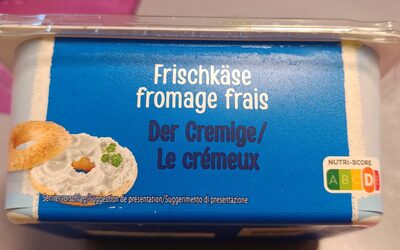 Frischkäse
fromage frais
Der Cremige/
Le crémeux
NUTRI-SCORE
A B C D
Serviervorschlag/Suggestion de présentation/Suggerimento di presentazione